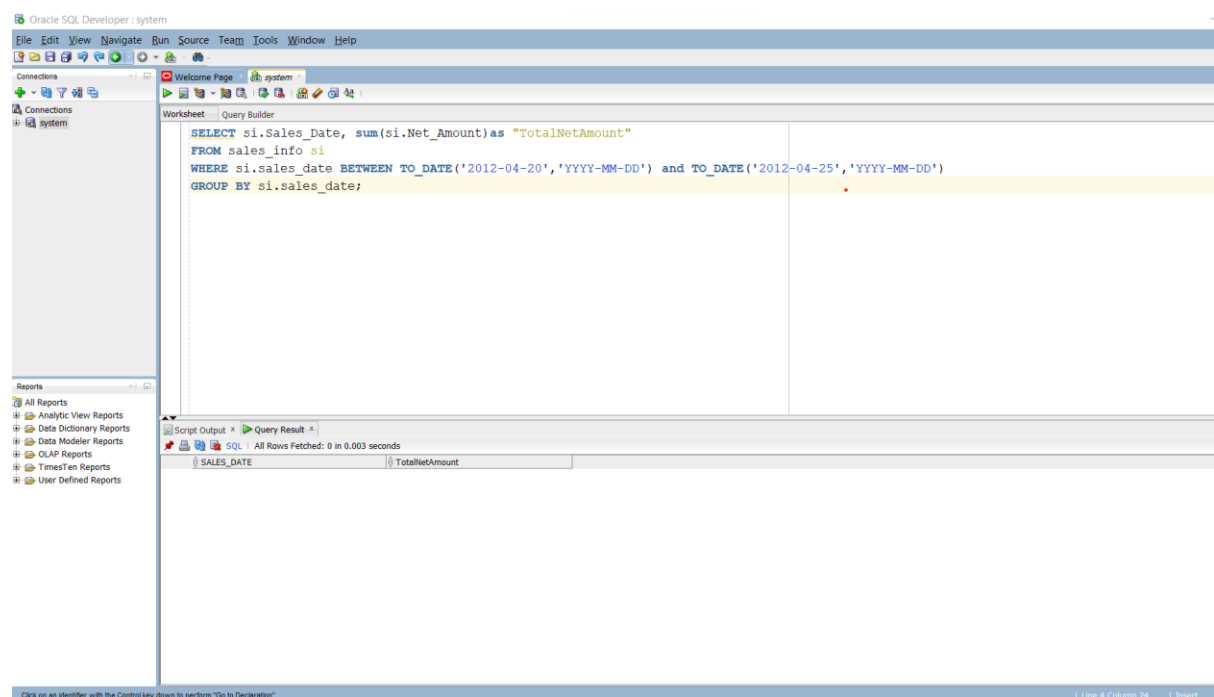 Oracle SQL Developer : system
File Edit View Navigate Run Source Team Tools Window Help
Connections
Connections
system
Welcome Page
system
Worksheet Query Builder
SELECT si.Sales_Date, sum(si.Net_Amount)as "TotalNetAmount"
FROM sales_info si
WHERE si.sales_date BETWEEN TO_DATE('2012-04-20','YYYY-MM-DD') and TO_DATE('2012-04-25','YYYY-MM-DD')
GROUP BY si.sales_date;
Reports
All Reports
Analytic View Reports
Data Dictionary Reports
Data Modeler Reports
OLAP Reports
TimesTen Reports
User Defined Reports
Script Output Query Result
SQL All Rows Fetched: 0 in 0.003 seconds
SALES_DATE TotalNetAmount
Click on an identifier with the Control key down to perform "Go to Declaration"
Line 4 Column 24 Insert